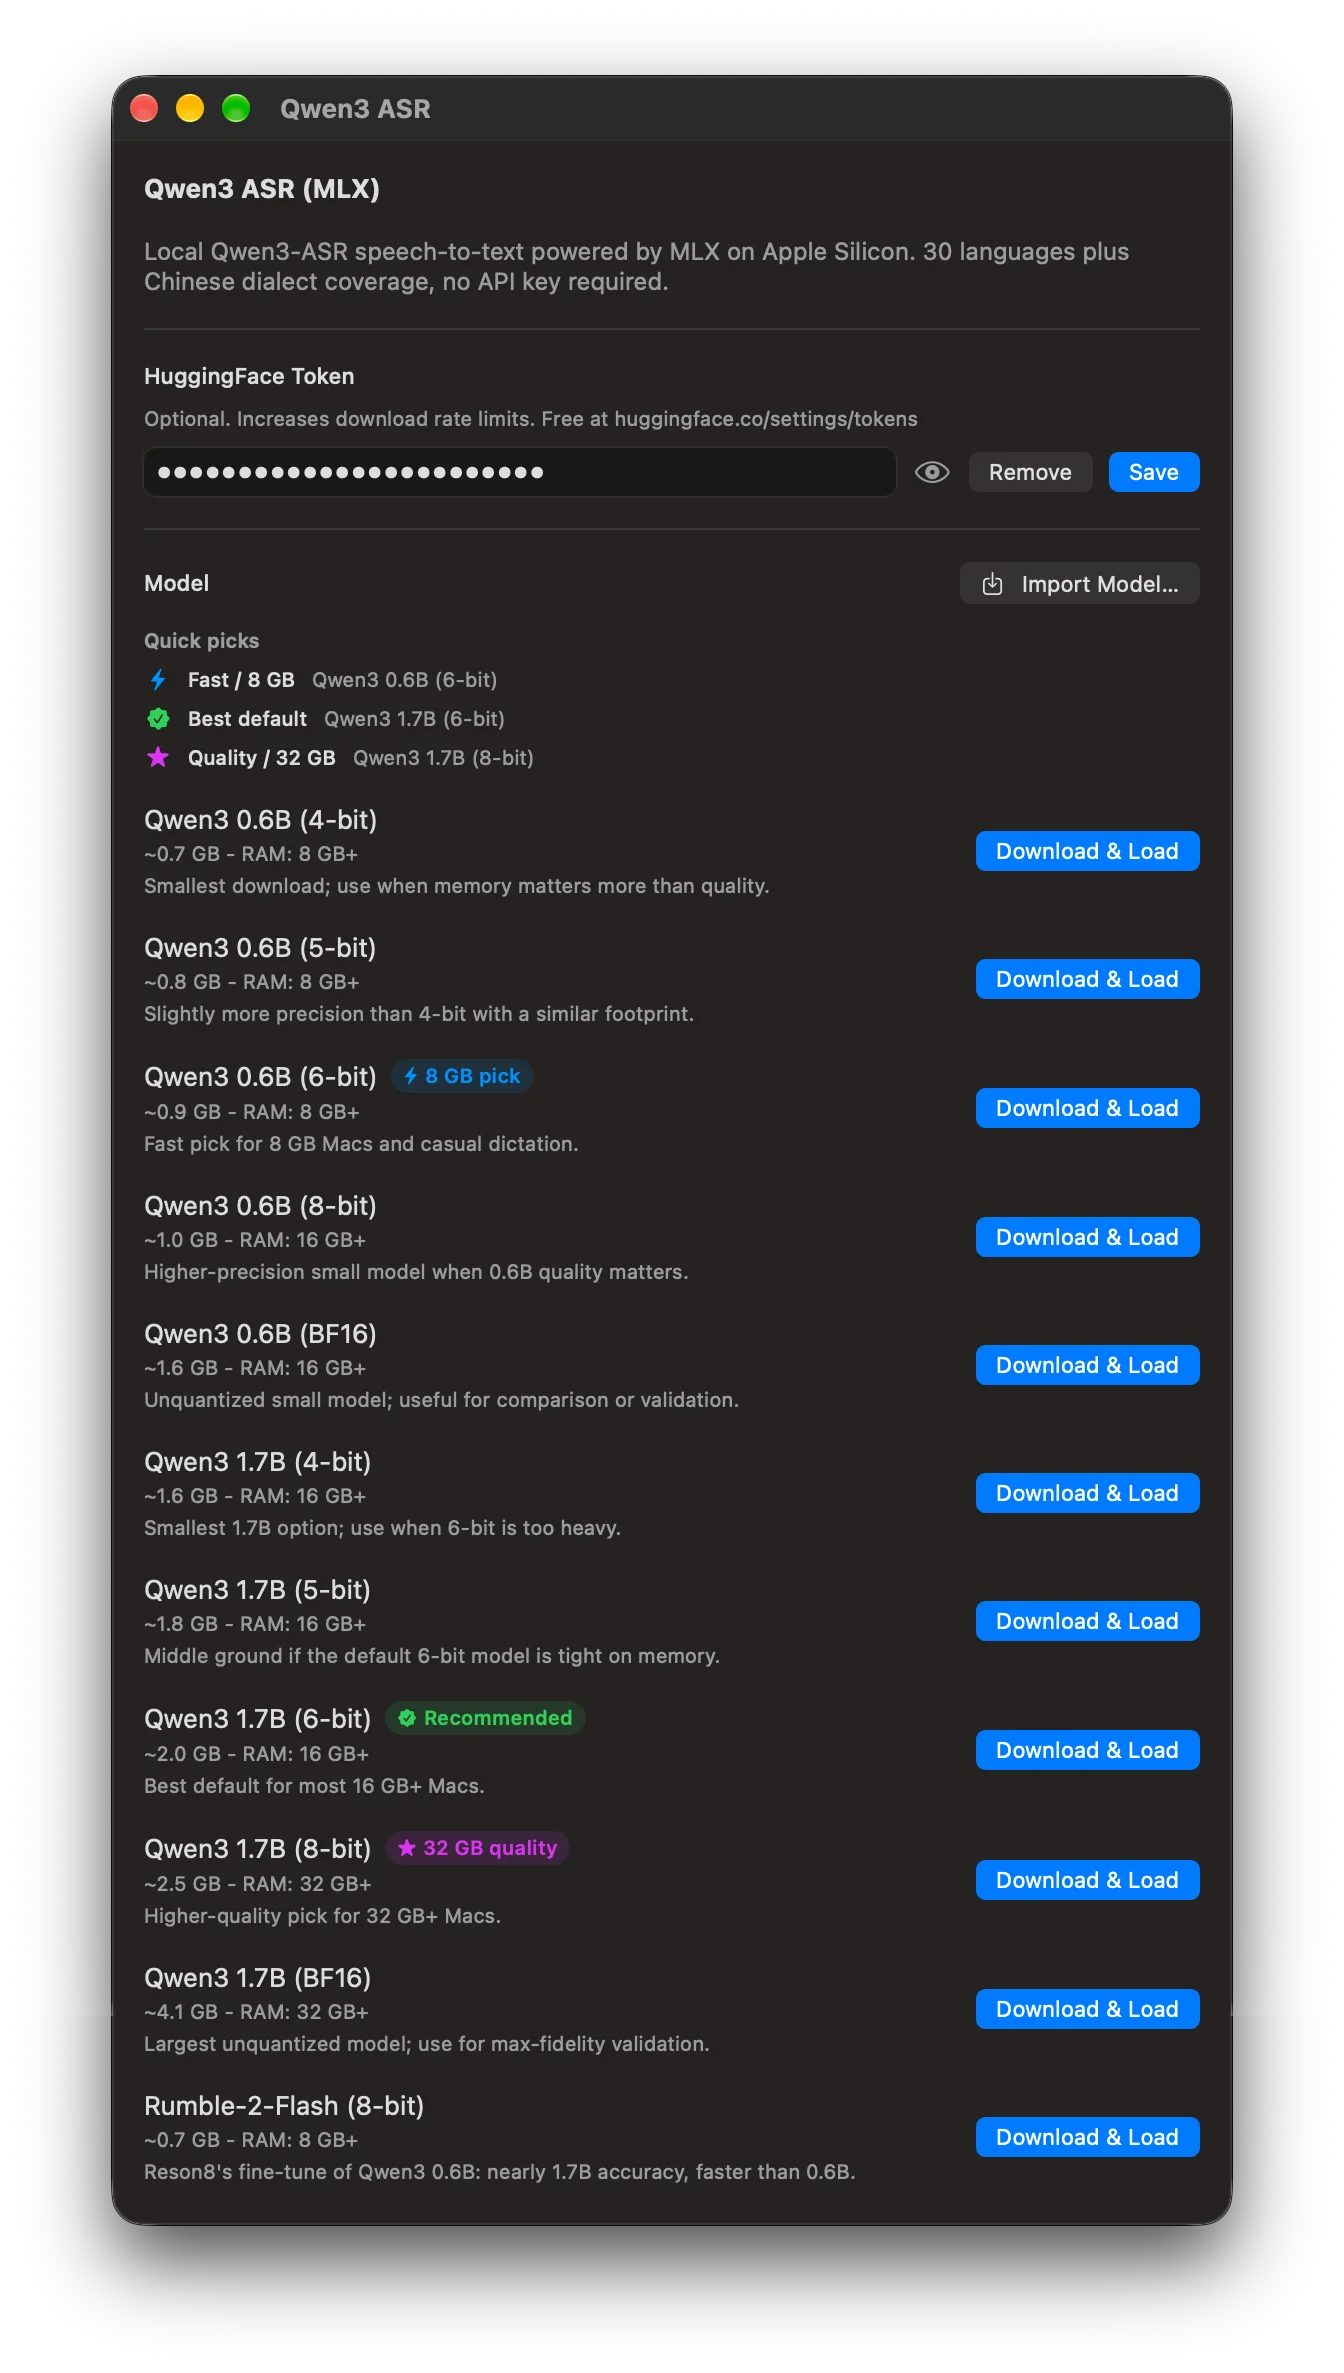 Qwen3 ASR
Qwen3 ASR (MLX)
Local Qwen3-ASR speech-to-text powered by MLX on Apple Silicon. 30 languages plus
Chinese dialect coverage, no API key required.
HuggingFace Token
Optional. Increases download rate limits. Free at huggingface.co/settings/tokens
Remove
Save
Model
Import Model...
Quick picks
Fast / 8 GB Qwen3 0.6B (6-bit)
Best default Qwen3 1.7B (6-bit)
Quality / 32 GB Qwen3 1.7B (8-bit)
Qwen3 0.6B (4-bit)
~0.7 GB - RAM: 8 GB+
Smallest download; use when memory matters more than quality.
Download & Load
Qwen3 0.6B (5-bit)
~0.8 GB - RAM: 8 GB+
Slightly more precision than 4-bit with a similar footprint.
Download & Load
Qwen3 0.6B (6-bit) 8 GB pick
~0.9 GB - RAM: 8 GB+
Fast pick for 8 GB Macs and casual dictation.
Download & Load
Qwen3 0.6B (8-bit)
~1.0 GB - RAM: 16 GB+
Higher-precision small model when 0.6B quality matters.
Download & Load
Qwen3 0.6B (BF16)
~1.6 GB - RAM: 16 GB+
Unquantized small model; useful for comparison or validation.
Download & Load
Qwen3 1.7B (4-bit)
~1.6 GB - RAM: 16 GB+
Smallest 1.7B option; use when 6-bit is too heavy.
Download & Load
Qwen3 1.7B (5-bit)
~1.8 GB - RAM: 16 GB+
Middle ground if the default 6-bit model is tight on memory.
Download & Load
Qwen3 1.7B (6-bit) Recommended
~2.0 GB - RAM: 16 GB+
Best default for most 16 GB+ Macs.
Download & Load
Qwen3 1.7B (8-bit) 32 GB quality
~2.5 GB - RAM: 32 GB+
Higher-quality pick for 32 GB+ Macs.
Download & Load
Qwen3 1.7B (BF16)
~4.1 GB - RAM: 32 GB+
Largest unquantized model; use for max-fidelity validation.
Download & Load
Rumble-2-Flash (8-bit)
~0.7 GB - RAM: 8 GB+
Reson8's fine-tune of Qwen3 0.6B: nearly 1.7B accuracy, faster than 0.6B.
Download & Load